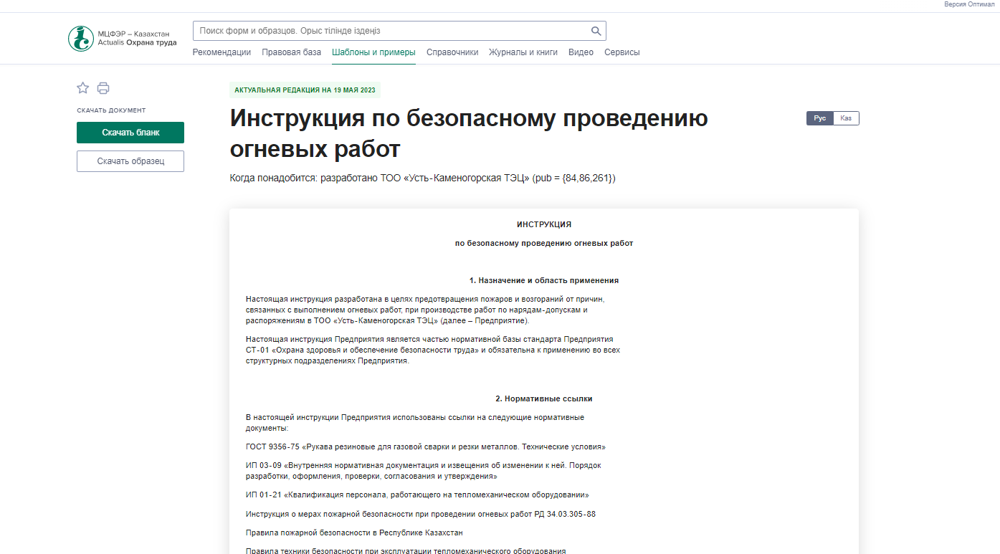 Версия Оптимал
МЦФЭР – Казахстан
Actualis Охрана труда
Поиск форм и образцов. Орыс тілінде іздеңіз
Рекомендации Правовая база Шаблоны и примеры Справочники Журналы и книги Видео Сервисы
СКАЧАТЬ ДОКУМЕНТ
Скачать бланк
Скачать образец
АКТУАЛЬНАЯ РЕДАКЦИЯ НА 19 МАЯ 2023
Инструкция по безопасному проведению
огневых работ
Рус Каз
Когда понадобится: разработано ТОО «Усть-Каменогорская ТЭЦ» (pub = {84,86,261})
ИНСТРУКЦИЯ
по безопасному проведению огневых работ
1. Назначение и область применения
Настоящая инструкция разработана в целях предотвращения пожаров и возгораний от причин,
связанных с выполнением огневых работ, при производстве работ по нарядам-допускам и
распоряжениям в ТОО «Усть-Каменогорская ТЭЦ» (далее – Предприятие).
Настоящая инструкция Предприятия является частью нормативной базы стандарта Предприятия
СТ-01 «Охрана здоровья и обеспечение безопасности труда» и обязательна к применению во всех
структурных подразделениях Предприятия.
2. Нормативные ссылки
В настоящей инструкции Предприятия использованы ссылки на следующие нормативные
документы:
ГОСТ 9356-75 «Рукава резиновые для газовой сварки и резки металлов. Технические условия»
ИП 03-09 «Внутренняя нормативная документация и извещения об изменении к ней. Порядок
разработки, оформления, проверки, согласования и утверждения»
ИП 01-21 «Квалификация персонала, работающего на тепломеханическом оборудовании»
Инструкция о мерах пожарной безопасности при проведении огневых работ РД 34.03.305-88
Правила пожарной безопасности в Республике Казахстан
Правила техники безопасности при эксплуатации тепломеханического оборудования